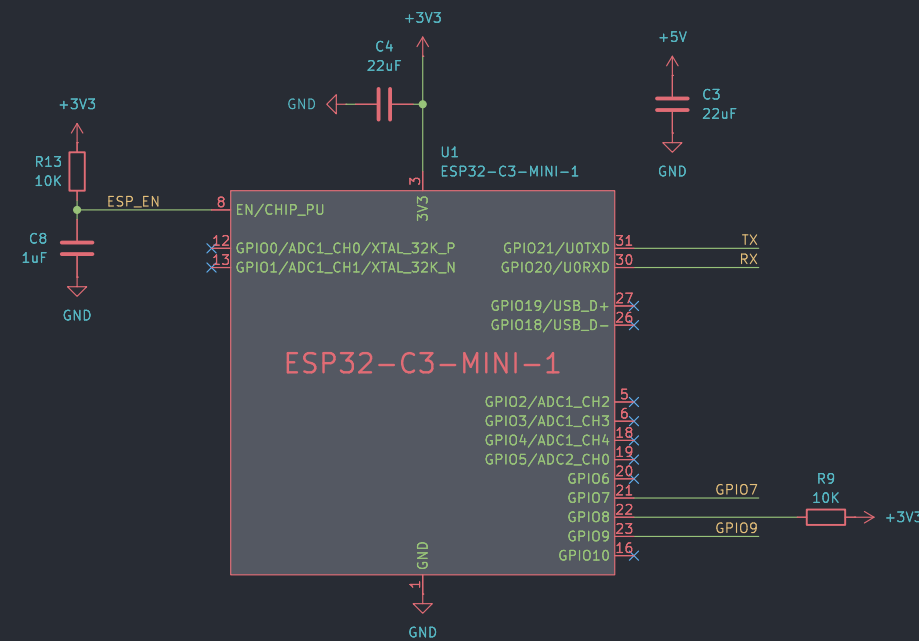 +3V3
C4
22uF
GND
+5V
C3
22uF
GND
+3V3
R13
10K
ESP_EN
C8
1uF
GND
U1
ESP32-C3-MINI-1
3
3V3
8
EN/CHIP_PU
12
GPIO0/ADC1_CH0/XTAL_32K_P
13
GPIO1/ADC1_CH1/XTAL_32K_N
GPIO21/U0TXD
31
TX
GPIO20/U0RXD
30
RX
GPIO19/USB_D+
27
GPIO18/USB_D-
26
ESP32-C3-MINI-1
GPIO2/ADC1_CH2
5
GPIO3/ADC1_CH3
6
GPIO4/ADC1_CH4
18
GPIO5/ADC2_CH0
19
GPIO6
20
GPIO7
21
GPIO7
GPIO8
22
R9
10K
+3V3
GPIO9
23
GPIO9
GPIO10
16
GND
1
GND